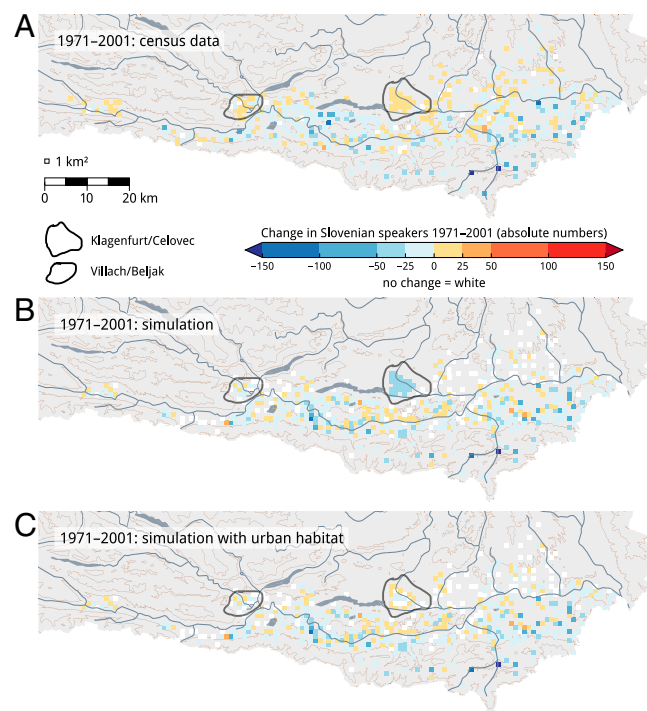 A
1971–2001: census data
1 km²
0 10 20 km
Klagenfurt/Celovec
Villach/Beljak
Change in Slovenian speakers 1971–2001 (absolute numbers)
−150 −100 −50 −25 0 25 50 100 150
no change = white
B
1971–2001: simulation
C
1971–2001: simulation with urban habitat